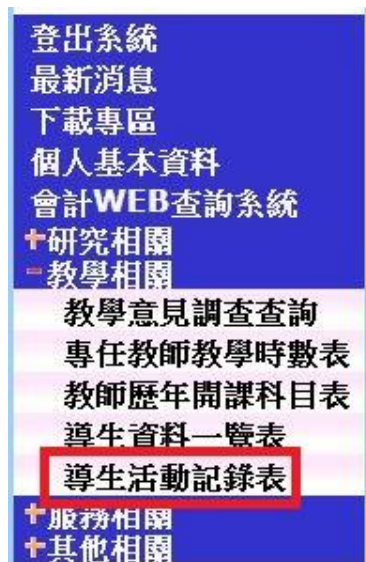 登出系統
最新消息
下載專區
個人基本資料
會計WEB查詢系統
+研究相關
-教學相關
教學意見調查查詢
專任教師教學時數表
教師歷年開課科目表
導生資料一覽表
導生活動記錄表
+服務相關
+其他相關